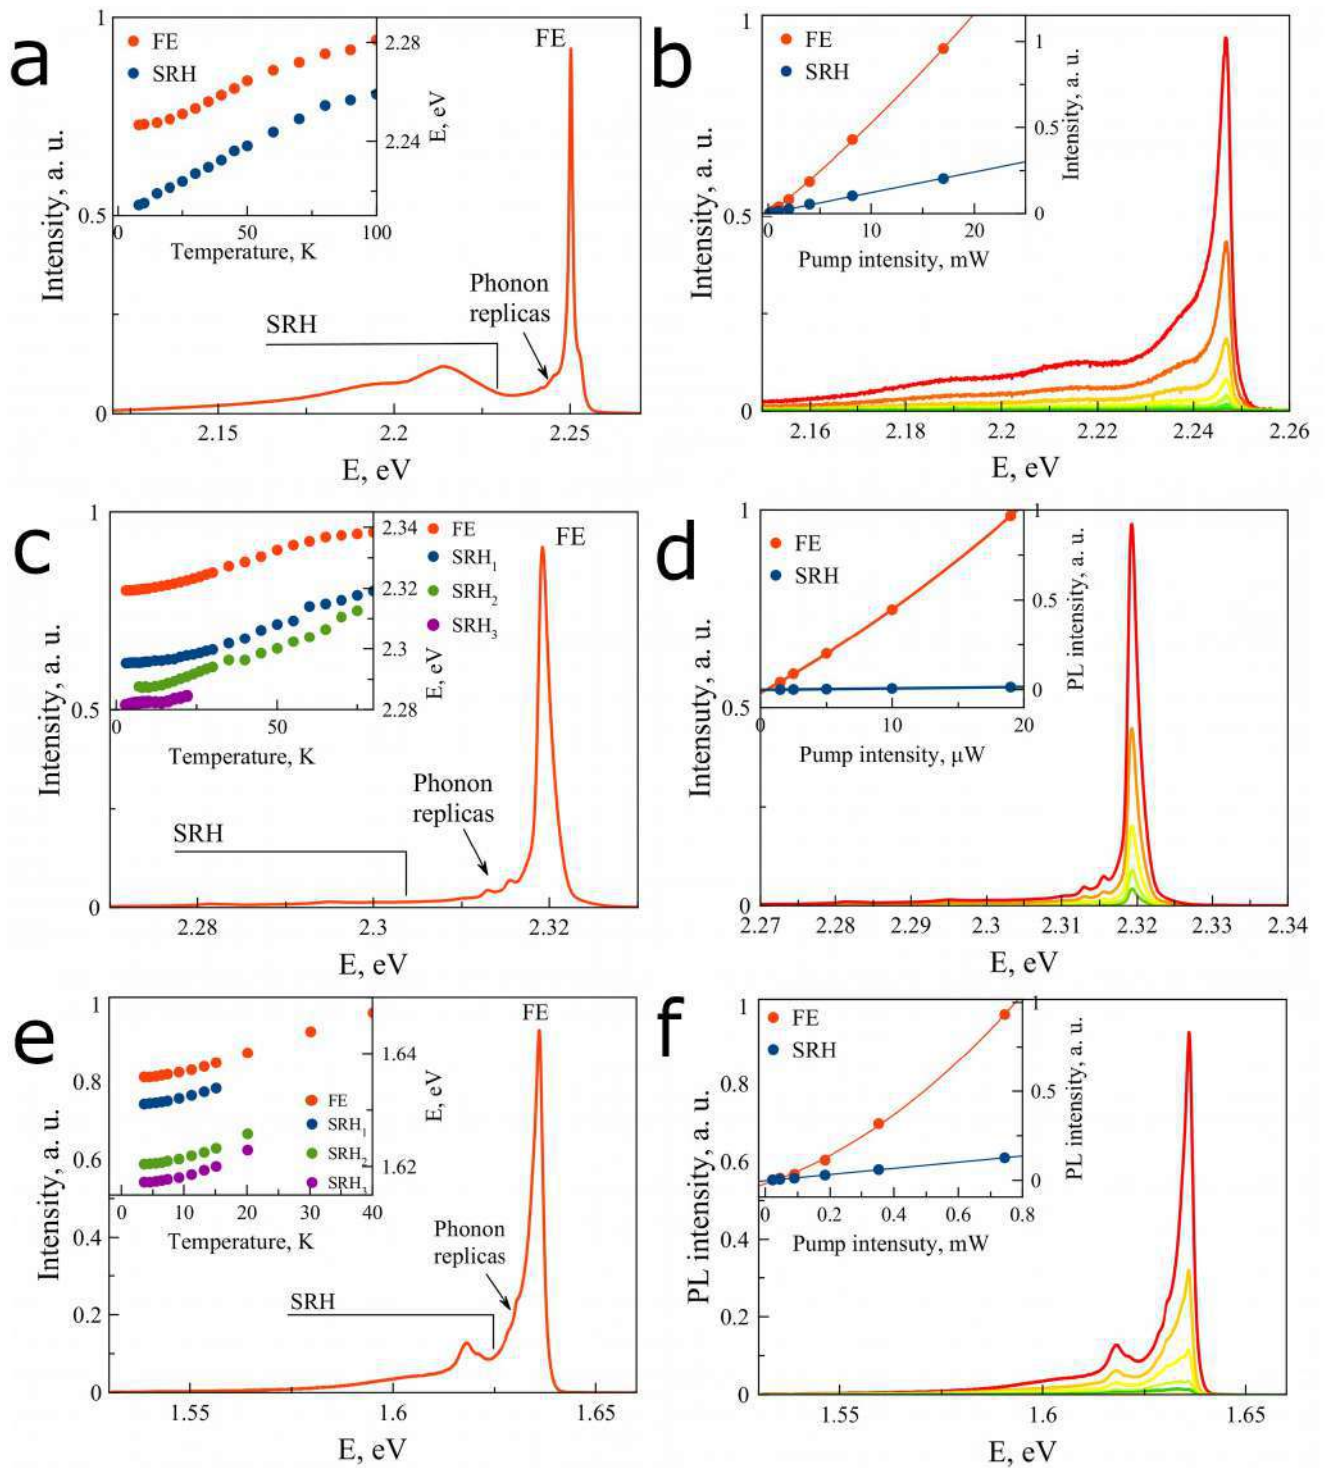 a
1
FE
SRH
2.28
2.24
E, eV
0 50 100
Temperature, K
FE
Intensity, a. u.
0.5
0
SRH
Phonon
replicas
2.15 2.2 2.25
E, eV
b
1
FE
SRH
1
0.5
0
Intensity, a. u.
0 10 20
Pump intensity, mW
Intensity, a. u.
0.5
0
2.16 2.18 2.2 2.22 2.24 2.26
E, eV
c
1
FE
SRH1
SRH2
SRH3
2.34
2.32
2.3
2.28
E, eV
0 50
Temperature, K
FE
Intensity, a. u.
0.5
0
SRH
Phonon
replicas
2.28 2.3 2.32
E, eV
d
1
FE
SRH
1
0.5
0
PL intensity, a. u.
0 10 20
Pump intensity, μW
Intensuty, a. u.
0.5
0
2.27 2.28 2.29 2.3 2.31 2.32 2.33 2.34
E, eV
e
1
0.8
0.6
0.4
0.2
0
Intensity, a. u.
FE
SRH1
SRH2
SRH3
1.64
1.62
E, eV
0 10 20 30 40
Temperature, K
FE
Phonon
replicas
SRH
1.55 1.6 1.65
E, eV
f
1
0.8
0.6
0.4
0.2
0
PL intensity, a. u.
FE
SRH
1
0.5
0
PL intensity, a. u.
0 0.2 0.4 0.6 0.8
Pump intensuty, mW
1.55 1.6 1.65
E, eV